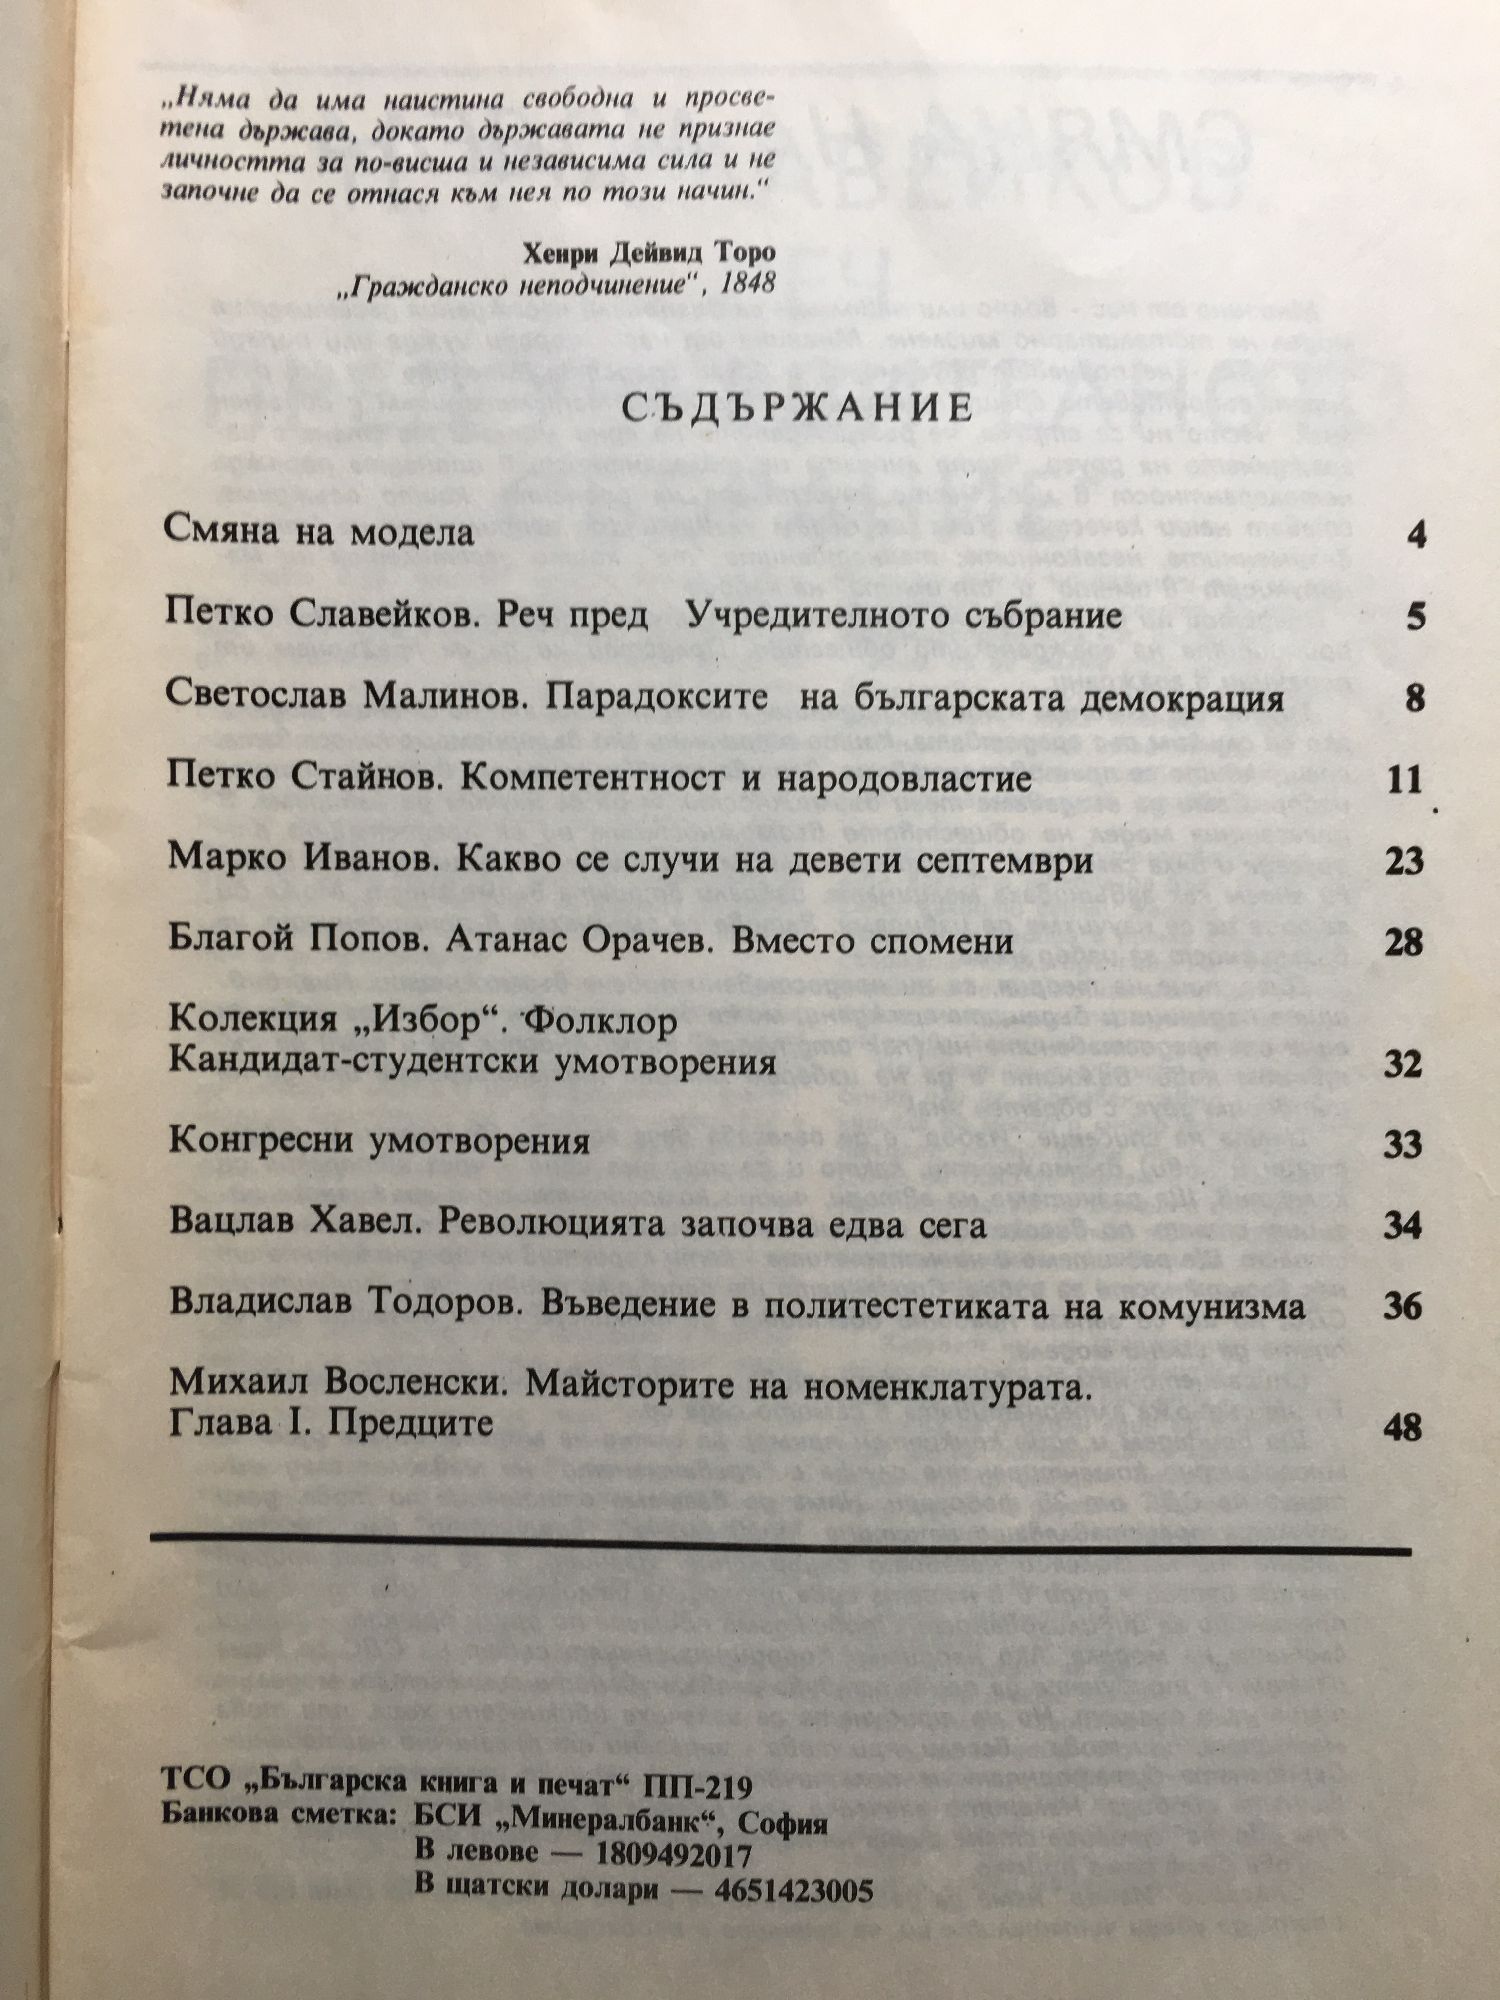 „Няма да има наистина свободна и просве-
тена държава, докато държавата не признае
личността за по-висша и независима сила и не
започне да се отнася към нея по този начин.“
Хенри Дейвид Торо
„Гражданско неподчинение“, 1848
СЪДЪРЖАНИЕ
Смяна на модела 4
Петко Славейков. Реч пред Учредителното събрание 5
Светослав Малинов. Парадоксите на българската демокрация 8
Петко Стайнов. Компетентност и народовластие 11
Марко Иванов. Какво се случи на девети септември 23
Благой Попов. Атанас Орачев. Вместо спомени 28
Колекция „Избор“. Фолклор
Кандидат-студентски умотворения 32
Конгресни умотворения 33
Вацлав Хавел. Революцията започва едва сега 34
Владислав Тодоров. Въведение в политестетиката на комунизма 36
Михаил Восленски. Майсторите на номенклатурата.
Глава I. Предците 48
ТСО „Българска книга и печат“ ПП-219
Банкова сметка: БСИ „Минералбанк“, София
В левове — 1809492017
В щатски долари — 4651423005